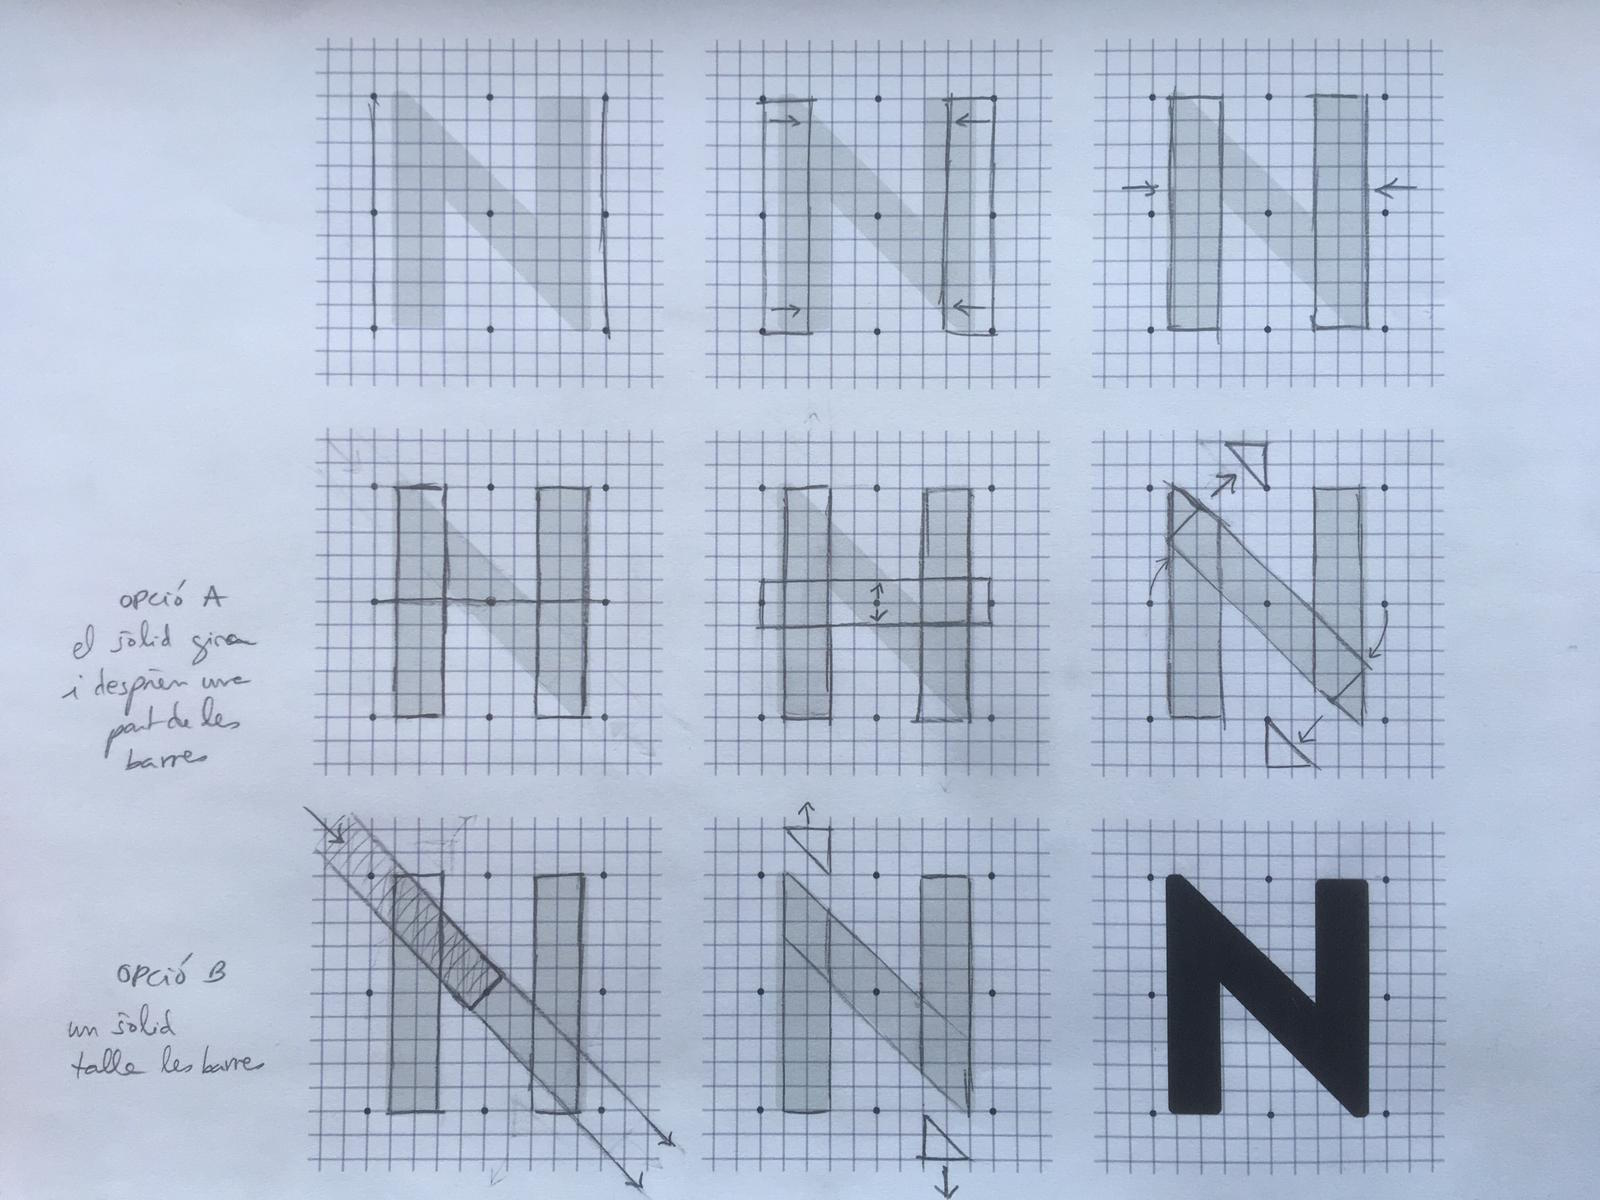 OPCIÓ A
el sòlid gira
i desprèn una
part de les
barres
OPCIÓ B
un sòlid
talla les barres
N